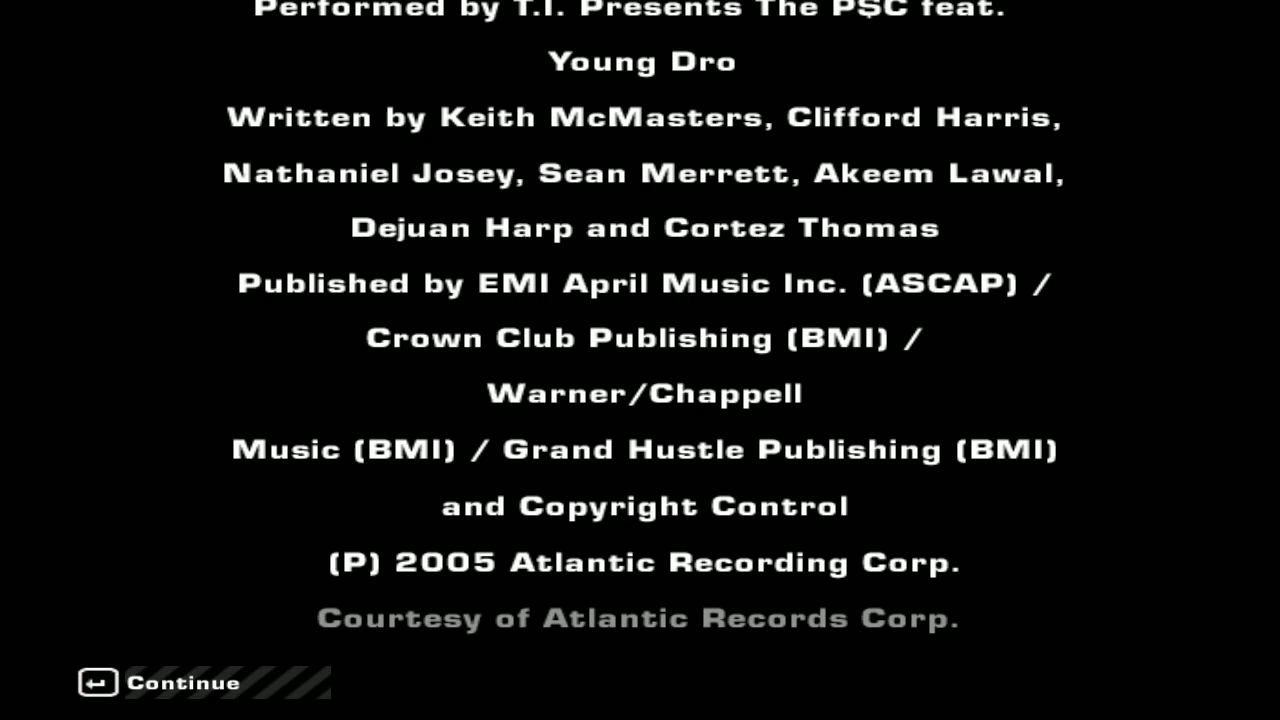 Performed by T.I. Presents The P$C feat.
Young Dro
Written by Keith McMasters, Clifford Harris,
Nathaniel Josey, Sean Merrett, Akeem Lawal,
Dejuan Harp and Cortez Thomas
Published by EMI April Music Inc. (ASCAP) /
Crown Club Publishing (BMI) /
Warner/Chappell
Music (BMI) / Grand Hustle Publishing (BMI)
and Copyright Control
(P) 2005 Atlantic Recording Corp.
Courtesy of Atlantic Records Corp.
Continue